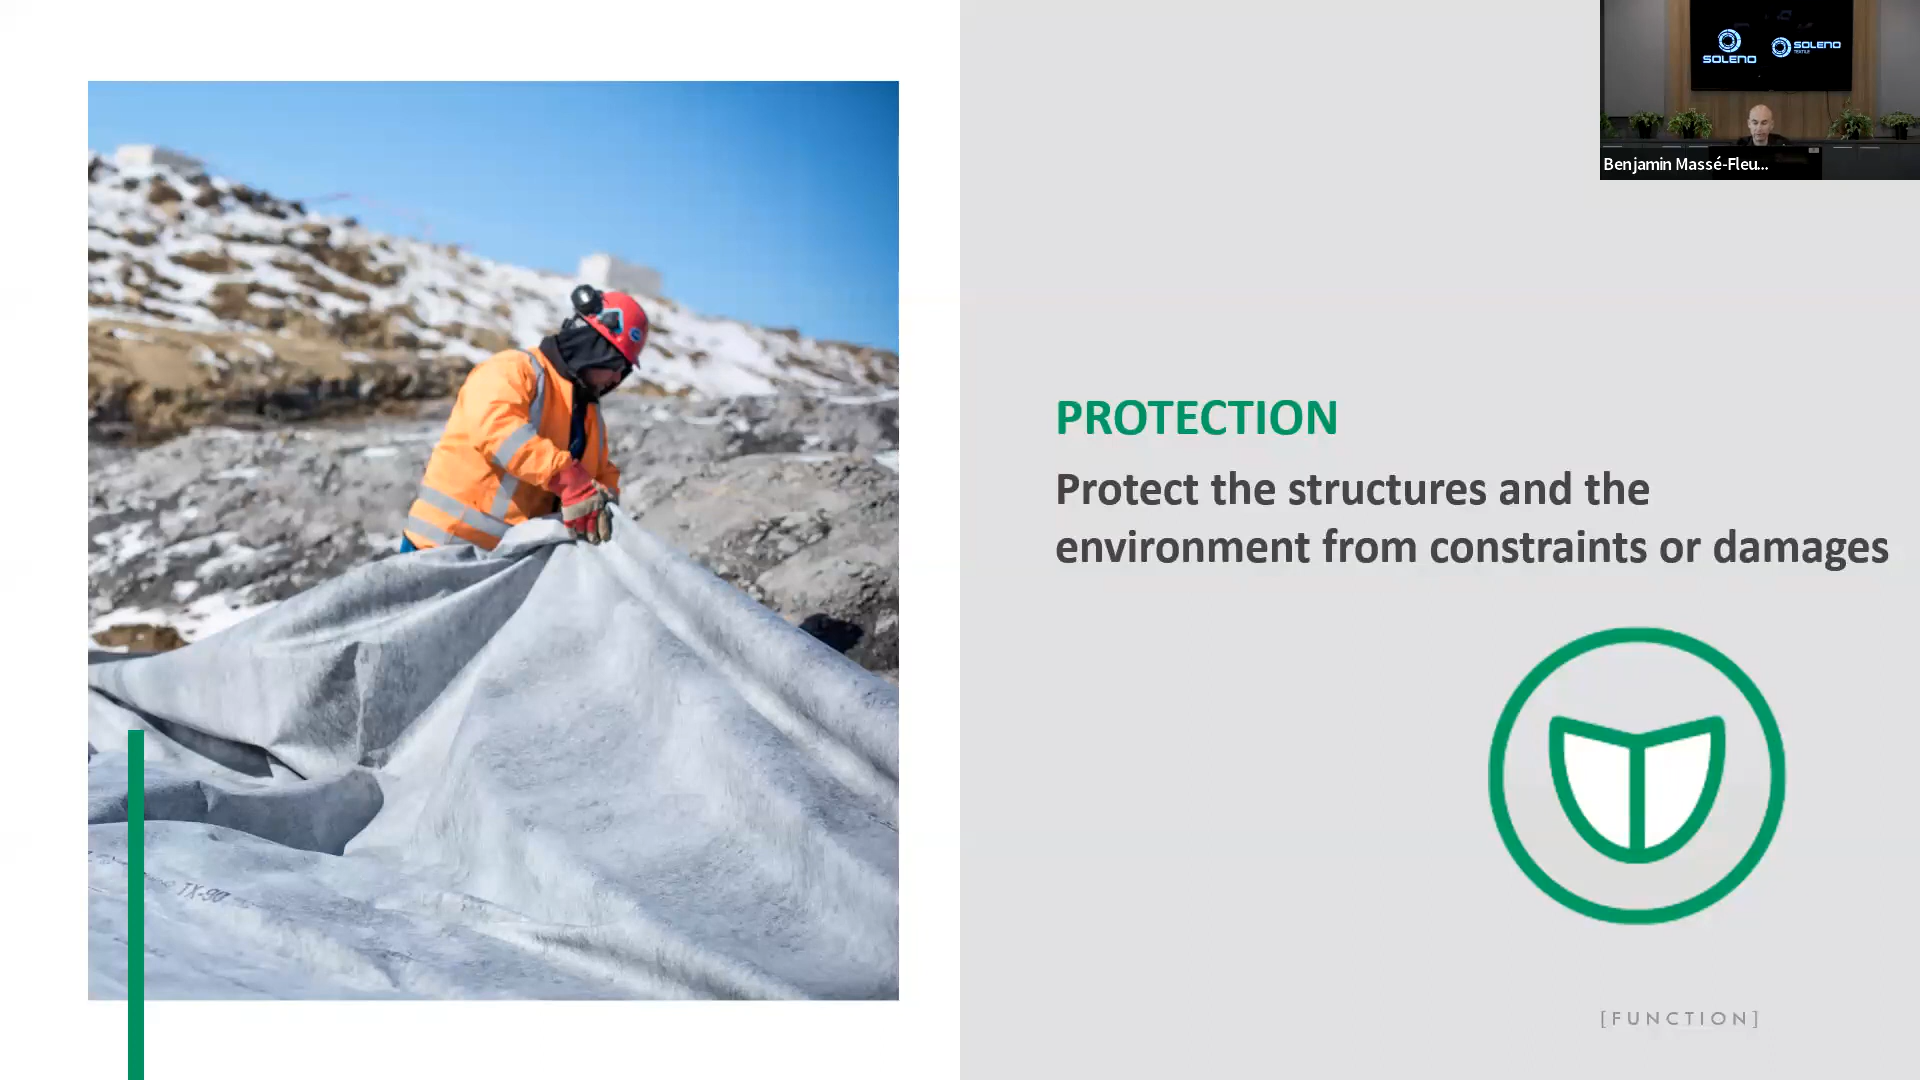 SOLENO
SOLENO
TEXTILE
Benjamin Massé-Fleu...
PROTECTION
Protect the structures and the
environment from constraints or damages
TX-90
[FUNCTION]